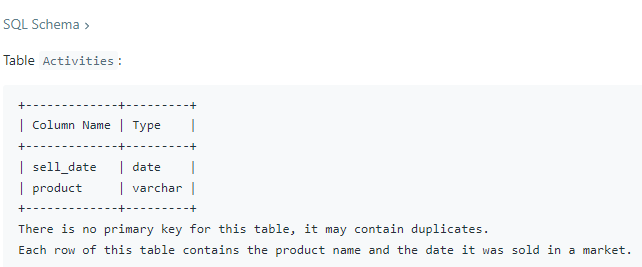 SQL Schema >
Table Activities:
+-------------+---------+
| Column Name | Type    |
+-------------+---------+
| sell_date   | date    |
| product     | varchar |
+-------------+---------+
There is no primary key for this table, it may contain duplicates.
Each row of this table contains the product name and the date it was sold in a market.